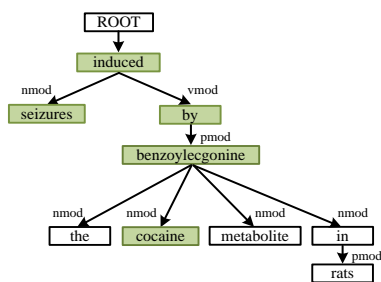 ROOT
induced
nmod vmod
seizures by
pmod
benzoylecgonine
nmod nmod nmod nmod
the cocaine metabolite in
pmod
rats